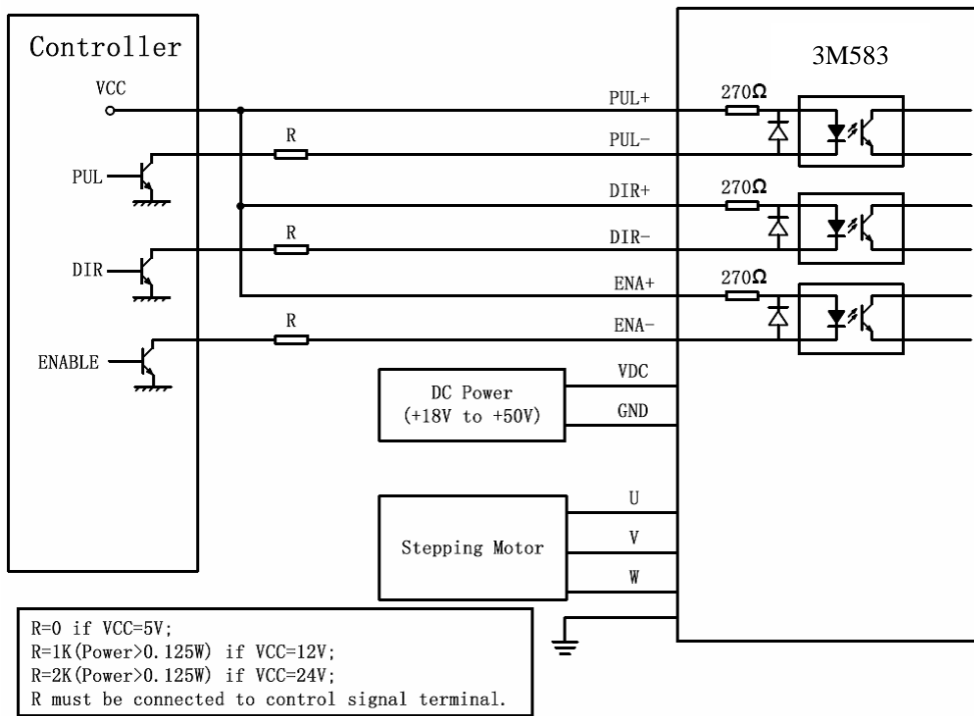 Controller
3M583
VCC
PUL+
270Ω
R
PUL-
PUL
DIR+
270Ω
R
DIR-
DIR
ENA+
270Ω
R
ENA-
ENABLE
VDC
DC Power
(+18V to +50V)
GND
U
Stepping Motor
V
W
R=0 if VCC=5V;
R=1K(Power>0.125W) if VCC=12V;
R=2K(Power>0.125W) if VCC=24V;
R must be connected to control signal terminal.